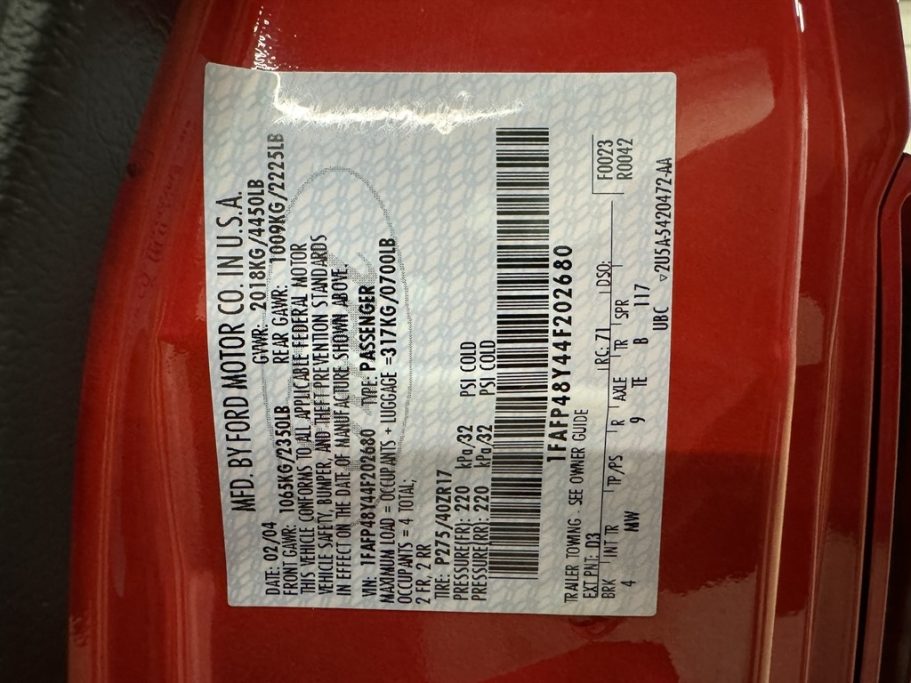 MFD. BY FORD MOTOR CO. IN U.S.A.
DATE: 02/04 GVWR: 2018KG/4450LB
FRONT GAWR: 1065KG/2350LB REAR GAWR: 1009KG/2225LB
THIS VEHICLE CONFORMS TO ALL APPLICABLE FEDERAL MOTOR
VEHICLE SAFETY, BUMPER, AND THEFT PREVENTION STANDARDS
IN EFFECT ON THE DATE OF MANUFACTURE SHOWN ABOVE.
VIN: 1FAFP48Y44F202680 TYPE: PASSENGER
MAXIMUM LOAD = OCCUPANTS + LUGGAGE =317KG/0700LB
OCCUPANTS = 4 TOTAL;
2 FR, 2 RR
TIRE: P275/40ZR17
PRESSURE(FR): 220 kPa/32 PSI COLD
PRESSURE(RR): 220 kPa/32 PSI COLD
1FAFP48Y44F202680
TRAILER TOWING - SEE OWNER GUIDE F0023
EXT PNT: D3 RC: 71 DSO: R0042
BRK INT TR TP/PS R AXLE TR SPR
4 MW 9 TE B 117
UBC ▽2U5A-5420472-AA